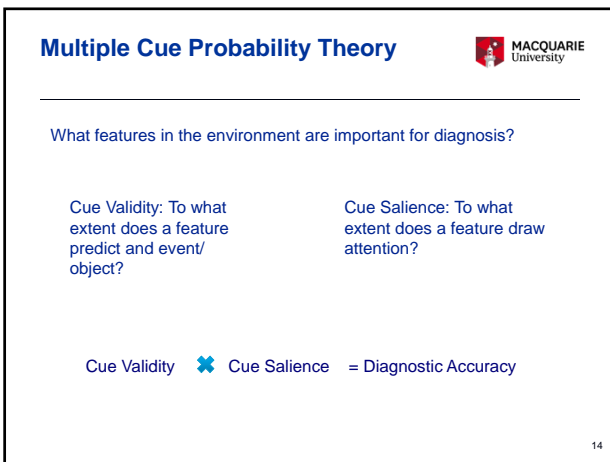 Multiple Cue Probability Theory
MACQUARIE
University
What features in the environment are important for diagnosis?
Cue Validity: To what
extent does a feature
predict and event/
object?
Cue Salience: To what
extent does a feature draw
attention?
Cue Validity ✖ Cue Salience = Diagnostic Accuracy
14